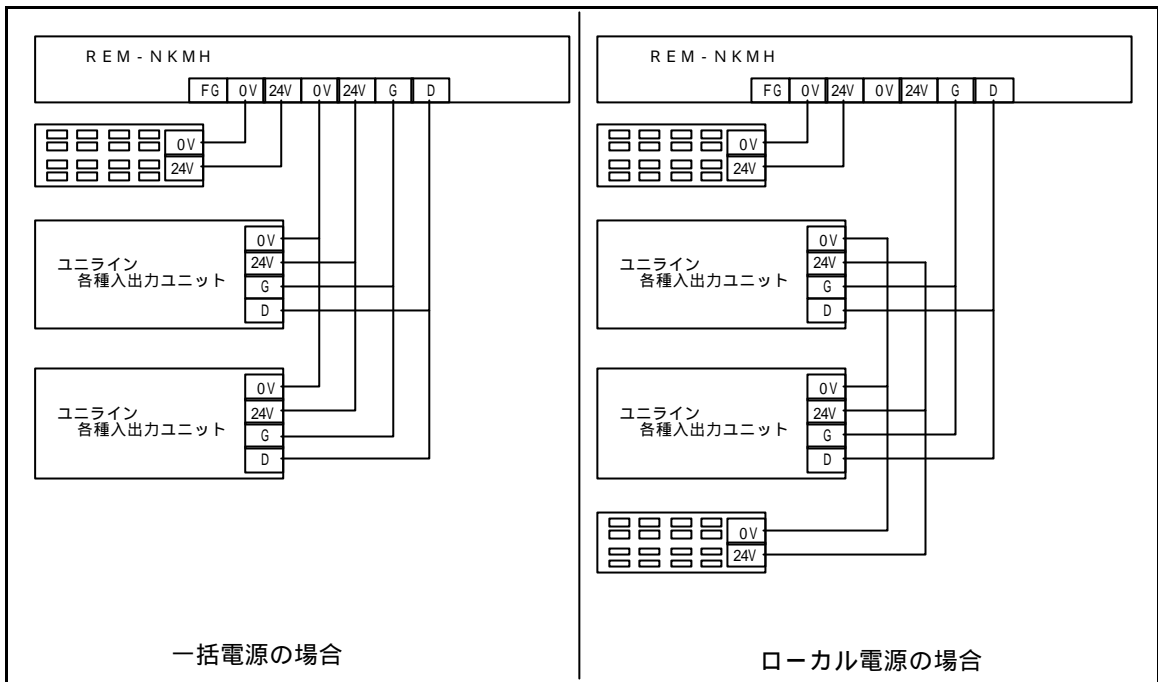 REM-NKMH
FG 0V 24V 0V 24V G D
0V
24V
ユニライン
各種入出力ユニット
0V
24V
G
D
ユニライン
各種入出力ユニット
0V
24V
G
D
一括電源の場合
REM-NKMH
FG 0V 24V 0V 24V G D
0V
24V
ユニライン
各種入出力ユニット
0V
24V
G
D
ユニライン
各種入出力ユニット
0V
24V
G
D
0V
24V
ローカル電源の場合